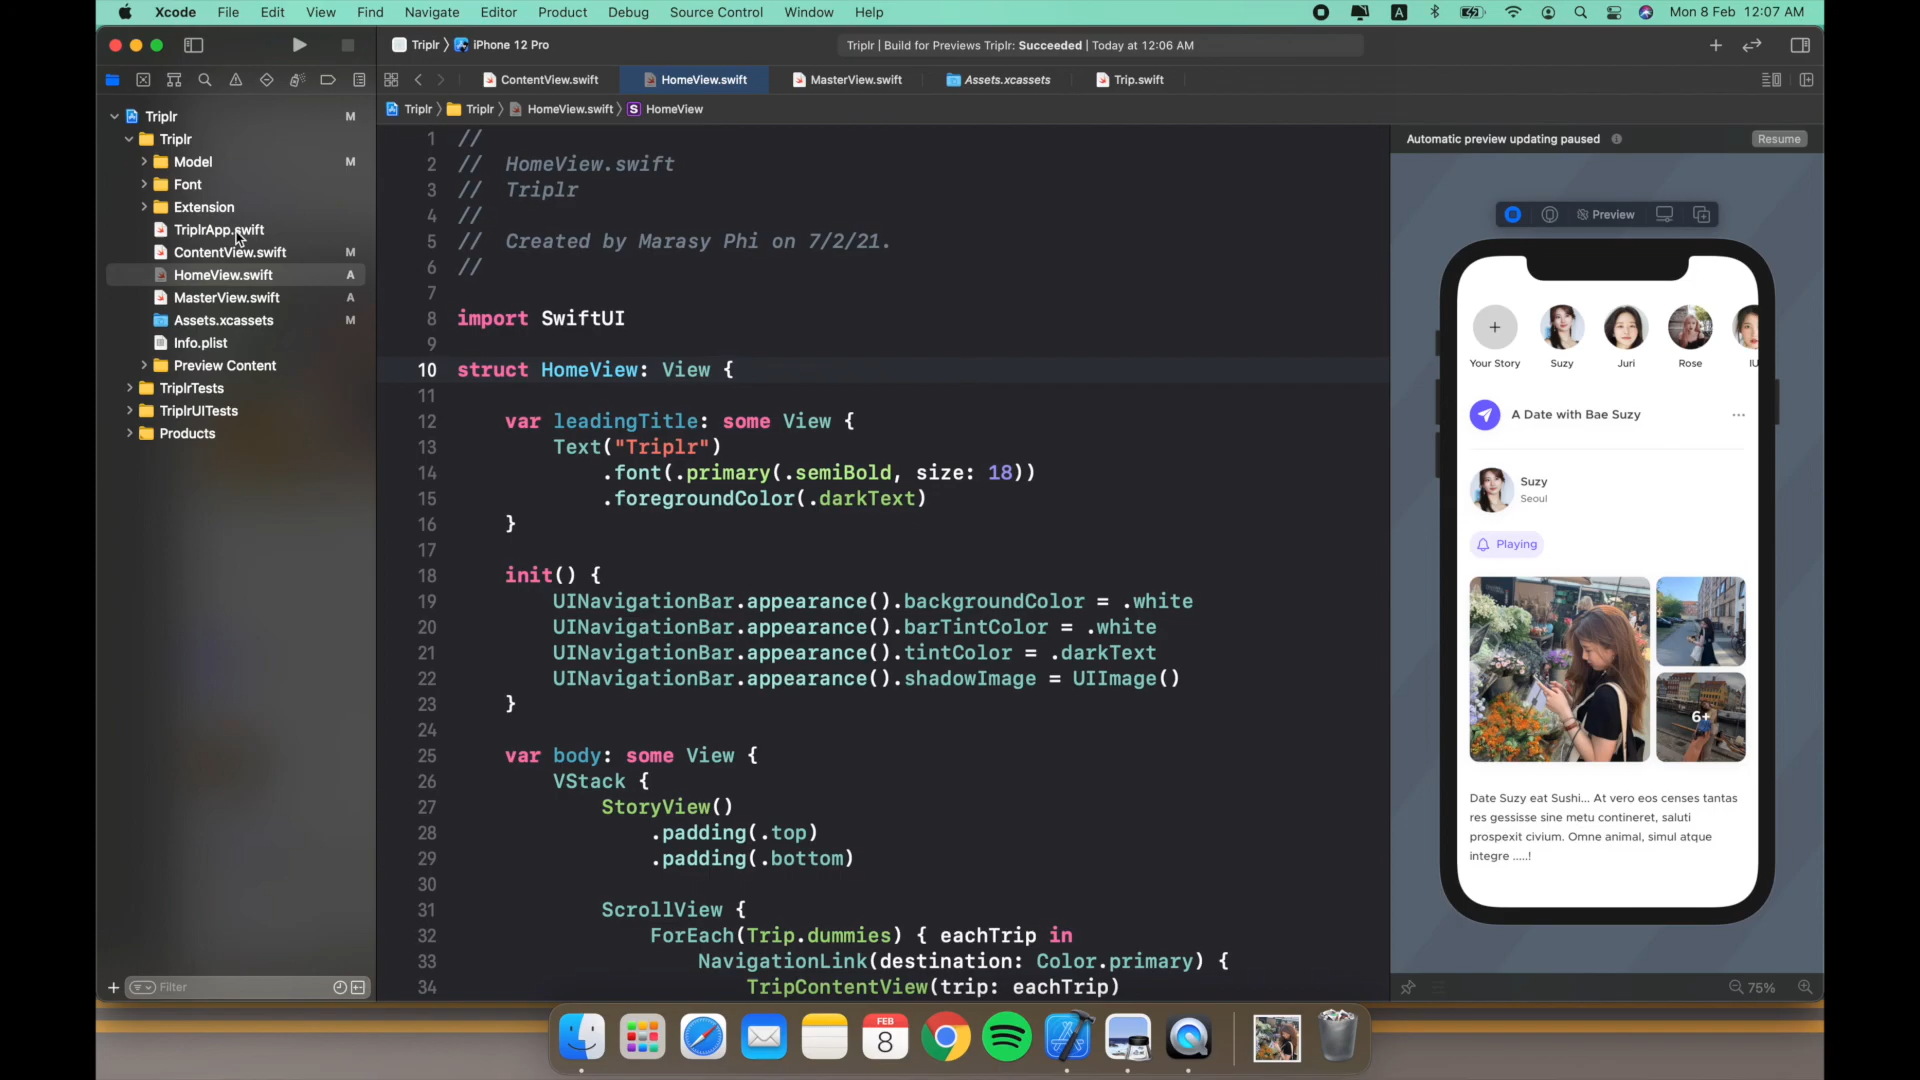 Xcode File Edit View Find Navigate Editor Product Debug Source Control Window Help A Mon 8 Feb 12:07 AM
Triplr 〉 iPhone 12 Pro Triplr | Build for Previews Triplr: Succeeded | Today at 12:06 AM
ContentView.swift HomeView.swift MasterView.swift Assets.xcassets Trip.swift
Triplr 〉 Triplr 〉 HomeView.swift 〉 S HomeView
Triplr M
Triplr
Model M
Font
Extension
TriplrApp.swift
ContentView.swift M
HomeView.swift A
MasterView.swift A
Assets.xcassets M
Info.plist
Preview Content
TriplrTests
TriplrUITests
Products
Filter
1 //
2 // HomeView.swift
3 // Triplr
4 //
5 // Created by Marasy Phi on 7/2/21.
6 //
7
8 import SwiftUI
9
10 struct HomeView: View {
11
12 var leadingTitle: some View {
13 Text("Triplr")
14 .font(.primary(.semiBold, size: 18))
15 .foregroundColor(.darkText)
16 }
17
18 init() {
19 UINavigationBar.appearance().backgroundColor = .white
20 UINavigationBar.appearance().barTintColor = .white
21 UINavigationBar.appearance().tintColor = .darkText
22 UINavigationBar.appearance().shadowImage = UIImage()
23 }
24
25 var body: some View {
26 VStack {
27 StoryView()
28 .padding(.top)
29 .padding(.bottom)
30
31 ScrollView {
32 ForEach(Trip.dummies) { eachTrip in
33 NavigationLink(destination: Color.primary) {
34 TripContentView(trip: eachTrip)
Automatic preview updating paused Resume
Preview
Your Story Suzy Juri Rose IU
A Date with Bae Suzy ...
Suzy
Seoul
Playing
6+
Date Suzy eat Sushi... At vero eos censes tantas
res gessisse sine metu contineret, saluti
prospexit civium. Omne animal, simul atque
integre .....!
75%
FEB
8